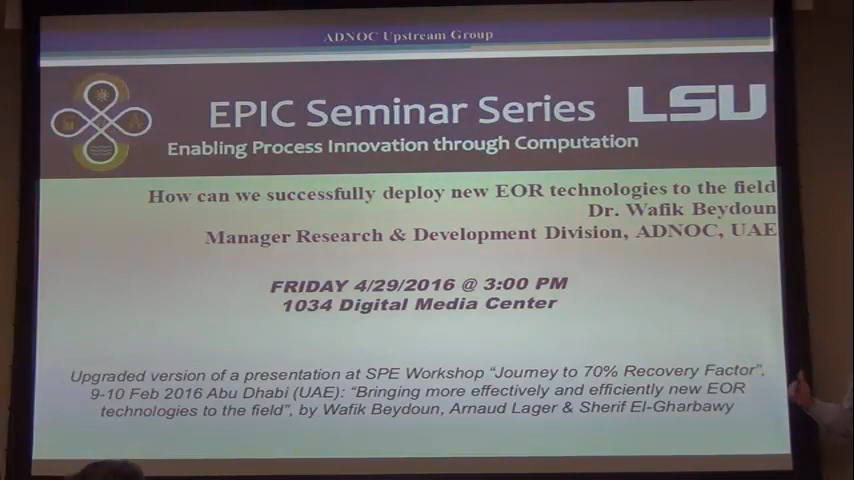 ADNOC Upstream Group
EPIC Seminar Series
LSU
Enabling Process Innovation through Computation
How can we successfully deploy new EOR technologies to the field
Dr. Wafik Beydoun
Manager Research & Development Division, ADNOC, UAE
FRIDAY 4/29/2016 @ 3:00 PM
1034 Digital Media Center
Upgraded version of a presentation at SPE Workshop “Journey to 70% Recovery Factor”,
9-10 Feb 2016 Abu Dhabi (UAE): “Bringing more effectively and efficiently new EOR
technologies to the field”, by Wafik Beydoun, Arnaud Lager & Sherif El-Gharbawy